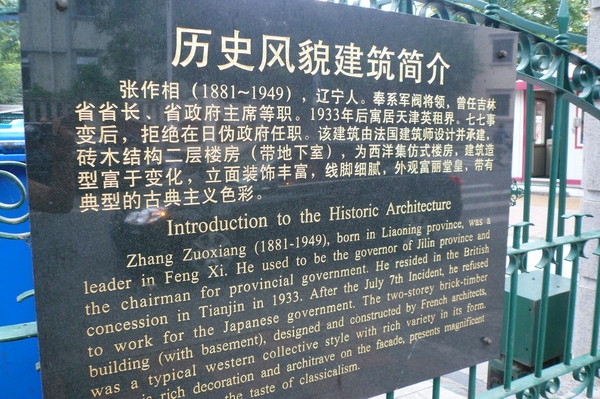 历史风貌建筑简介
张作相（1881~1949），辽宁人。奉系军阀将领，曾任吉林
省省长、省政府主席等职。1933年后寓居天津英租界。七七事
变后，拒绝在日伪政府任职。该建筑由法国建筑师设计并承建，
砖木结构二层楼房（带地下室），为西洋集仿式楼房，建筑造
型富于变化，立面装饰丰富，线脚细腻，外观富丽堂皇，带有
典型的古典主义色彩。
Introduction to the Historic Architecture
Zhang Zuoxiang (1881-1949), born in Liaoning province, was a
leader in Feng Xi. He used to be the governor of Jilin province and
the chairman for provincial government. He resided in the British
concession in Tianjin in 1933. After the July 7th Incident, he refused
to work for the Japanese government. The two-storey brick-timber
building (with basement), designed and constructed by French architects,
was a typical western collective style with rich variety in its form.
rich decoration and architrave on the facade, presents magnificent
the taste of classicalism.